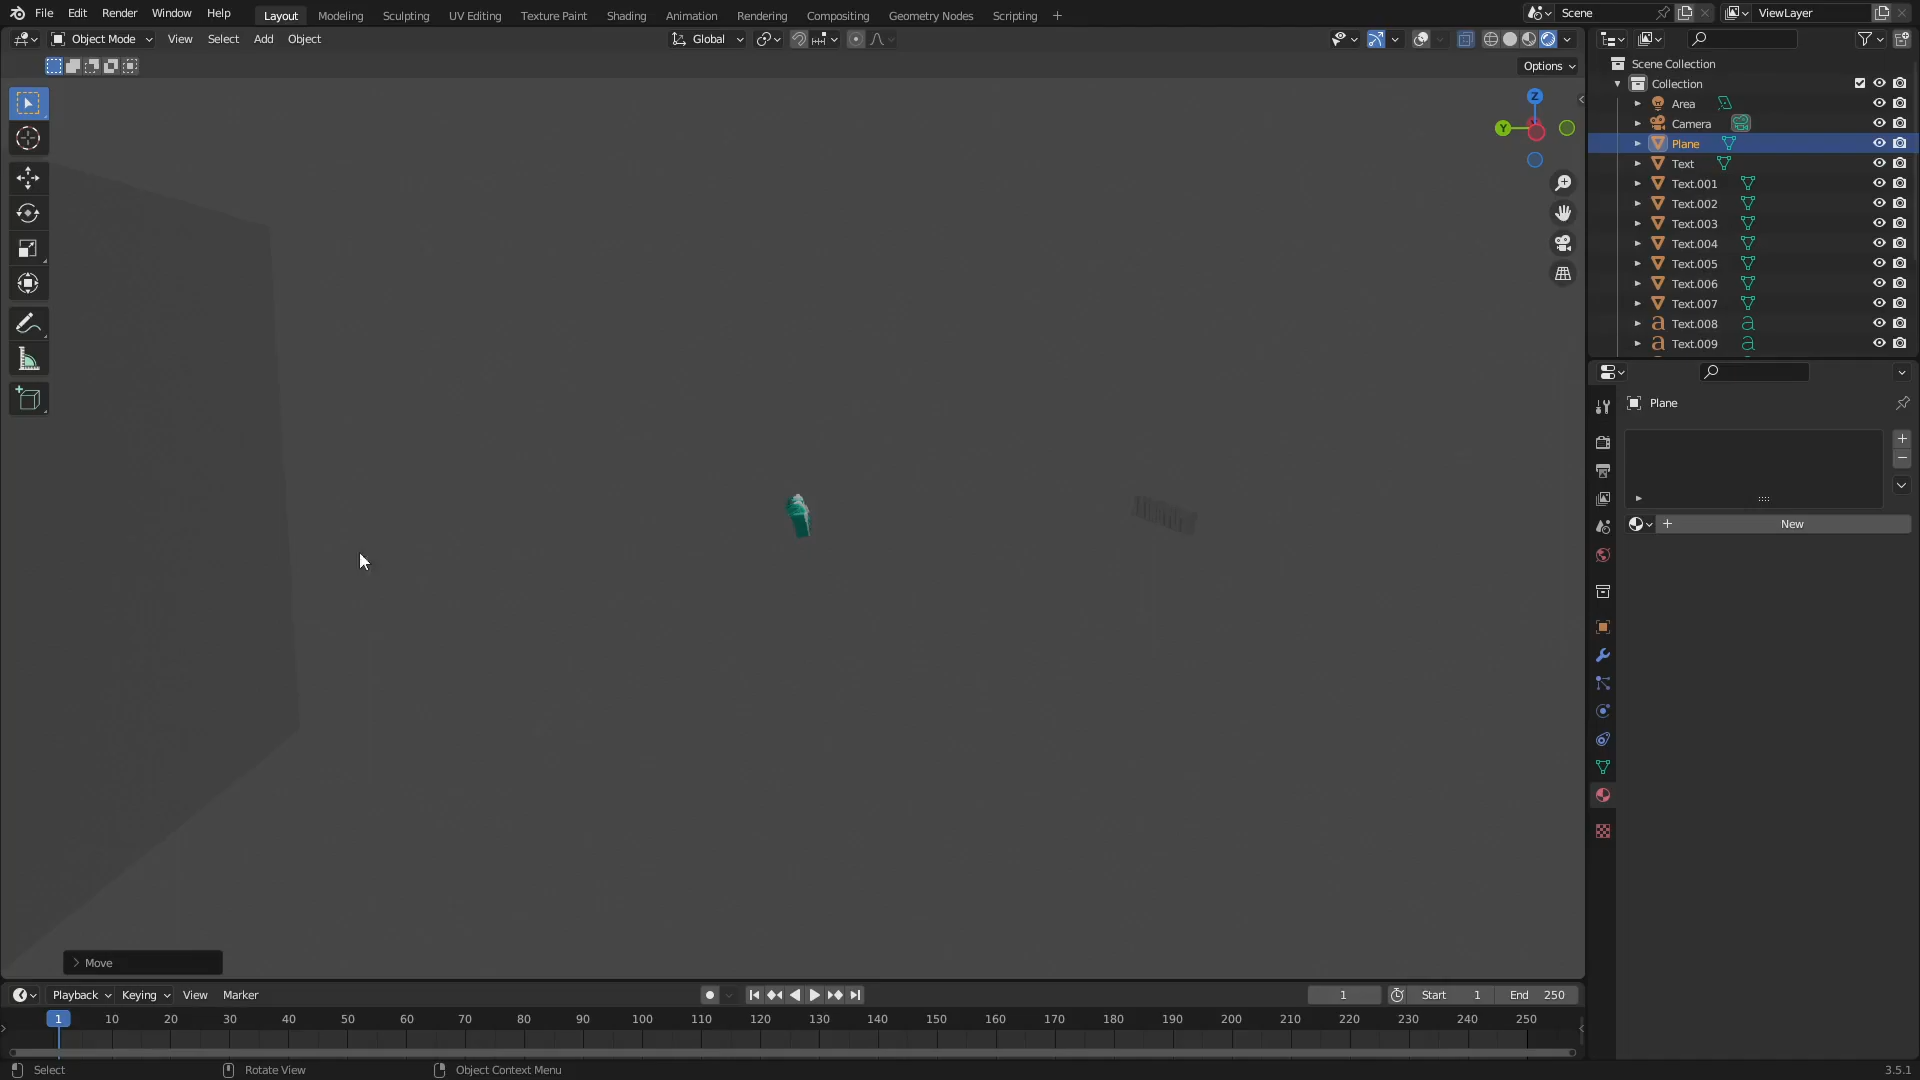 File Edit Render Window Help Layout Modeling Sculpting UV Editing Texture Paint Shading Animation Rendering Compositing Geometry Nodes Scripting + Scene ViewLayer
Object Mode View Select Add Object Global
Options
Z
Y
Scene Collection
Collection
Area
Camera
Plane
Text
Text.001
Text.002
Text.003
Text.004
Text.005
Text.006
Text.007
Text.008
Text.009
Plane
New
Move
Playback Keying View Marker 1 Start 1 End 250
1 10 20 30 40 50 60 70 80 90 100 110 120 130 140 150 160 170 180 190 200 210 220 230 240 250
Select Rotate View Object Context Menu 3.5.1